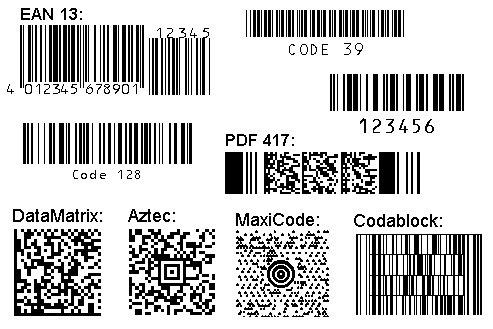 EAN 13:
12345
4 012345 678901
CODE 39
123456
Code 128
PDF 417:
DataMatrix:
Aztec:
MaxiCode:
Codablock: